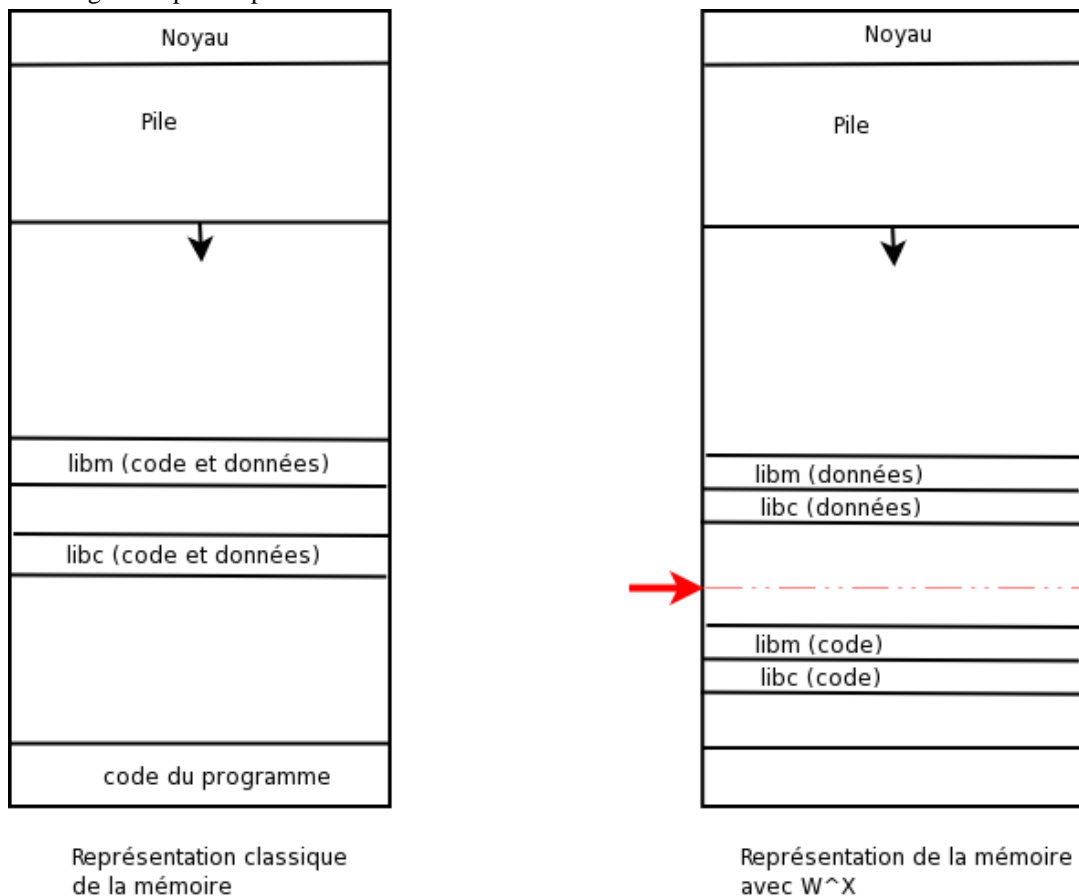 Noyau
Pile
libm (code et données)
libc (code et données)
code du programme
Représentation classique
de la mémoire
Noyau
Pile
libm (données)
libc (données)
libm (code)
libc (code)
Représentation de la mémoire
avec W^X